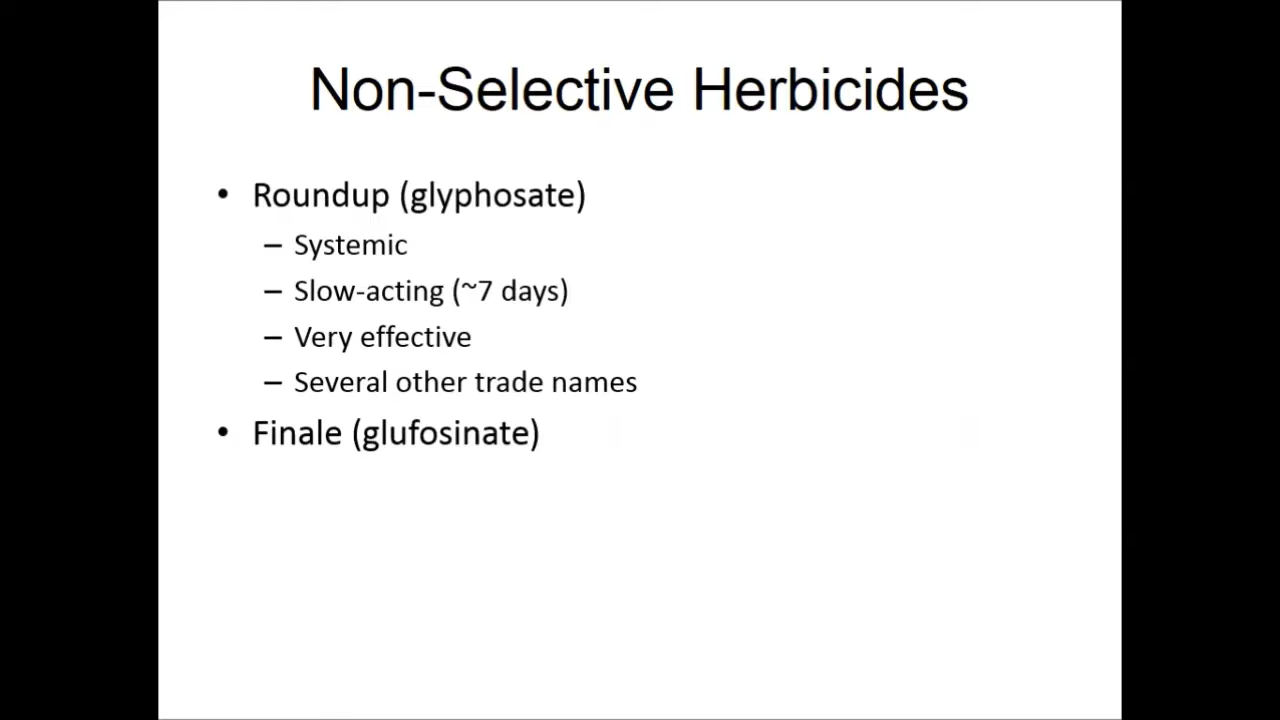 Non-Selective Herbicides
• Roundup (glyphosate)
– Systemic
– Slow-acting (~7 days)
– Very effective
– Several other trade names
• Finale (glufosinate)